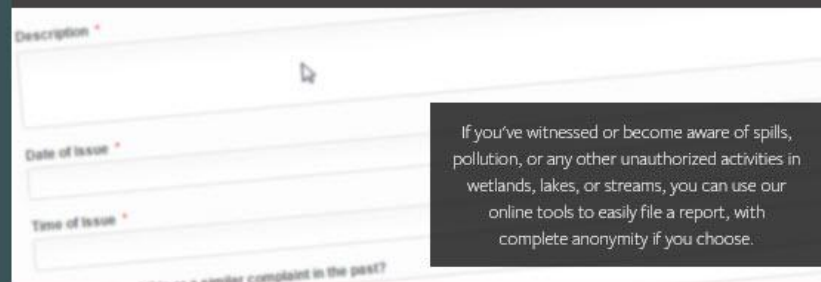 Description *
If you've witnessed or become aware of spills,
pollution, or any other unauthorized activities in
wetlands, lakes, or streams, you can use our
online tools to easily file a report, with
complete anonymity if you choose.
Date of Issue *
Time of Issue *
similar complaint in the past?